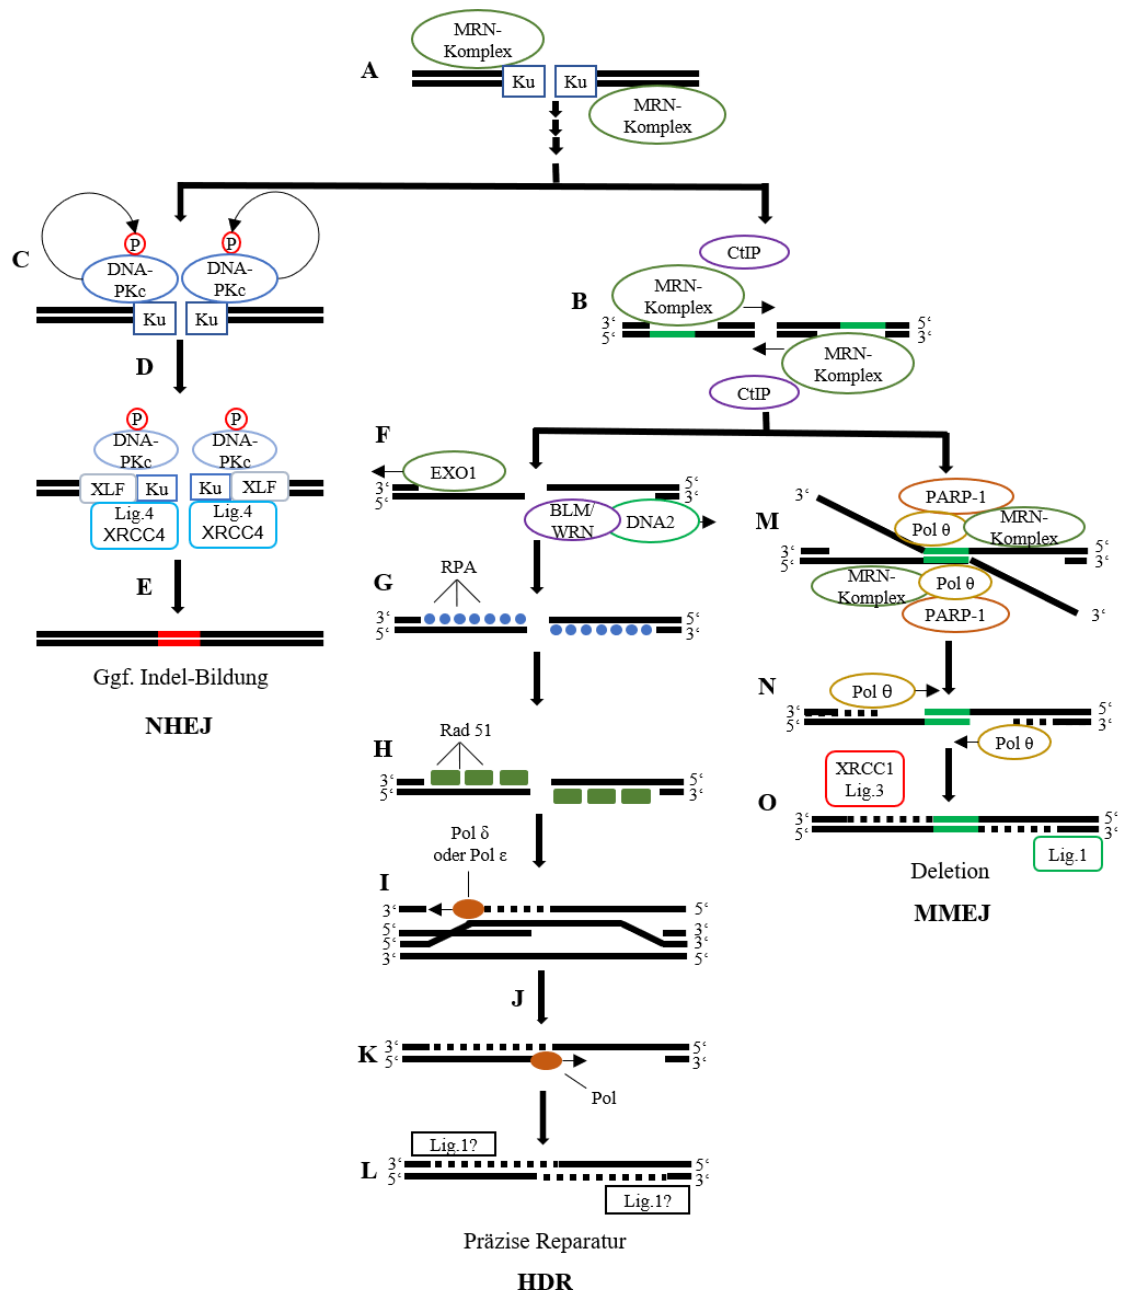 MRN-
Komplex
A
Ku
Ku
MRN-
Komplex
P
P
C
DNA-
PKc
DNA-
PKc
Ku
Ku
CtIP
B
MRN-
Komplex
3‘
5‘
5‘
3‘
MRN-
Komplex
CtIP
D
P
P
DNA-
PKc
DNA-
PKc
XLF
Ku
Ku
XLF
Lig.4
XRCC4
Lig.4
XRCC4
E
Ggf. Indel-Bildung
NHEJ
F
EXO1
3‘
5‘
5‘
3‘
BLM/
WRN
DNA2
RPA
G
3‘
5‘
5‘
3‘
Rad 51
H
3‘
5‘
5‘
3‘
Pol δ
oder Pol ε
I
3‘
5‘
5‘
3‘
3‘
3‘
5‘
5‘
J
K
3‘
5‘
5‘
3‘
Pol
Lig.1?
L
3‘
5‘
5‘
3‘
Lig.1?
Präzise Reparatur
HDR
3‘
PARP-1
M
Pol θ
MRN-
Komplex
3‘
5‘
5‘
3‘
MRN-
Komplex
Pol θ
PARP-1
3‘
N
Pol θ
3‘
5‘
5‘
3‘
Pol θ
XRCC1
Lig.3
O
3‘
5‘
5‘
3‘
Lig.1
Deletion
MMEJ